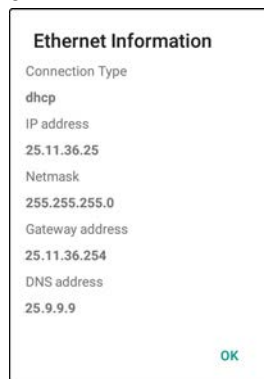 Ethernet Information
Connection Type
dhcp
IP address
25.11.36.25
Netmask
255.255.255.0
Gateway address
25.11.36.254
DNS address
25.9.9.9
OK